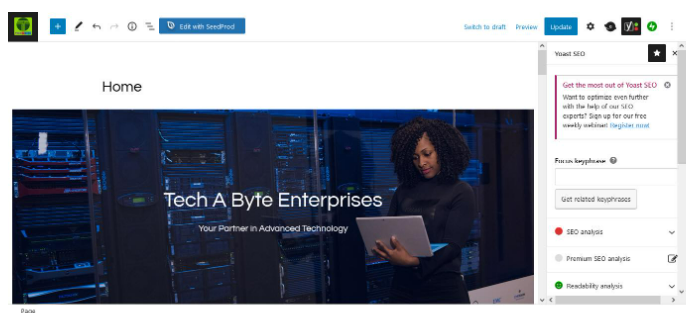 Edit with SeedProd
Switch to draft Preview Update
Yoast SEO
Home
Get the most out of Yoast SEO
Want to optimize even further
with the help of our SEO
experts? Sign up for our free
weekly webinar! Register now!
Focus keyphrase
Get related keyphrases
SEO analysis
Premium SEO analysis
Readability analysis
Tech A Byte Enterprises
Your Partner in Advanced Technology
Page